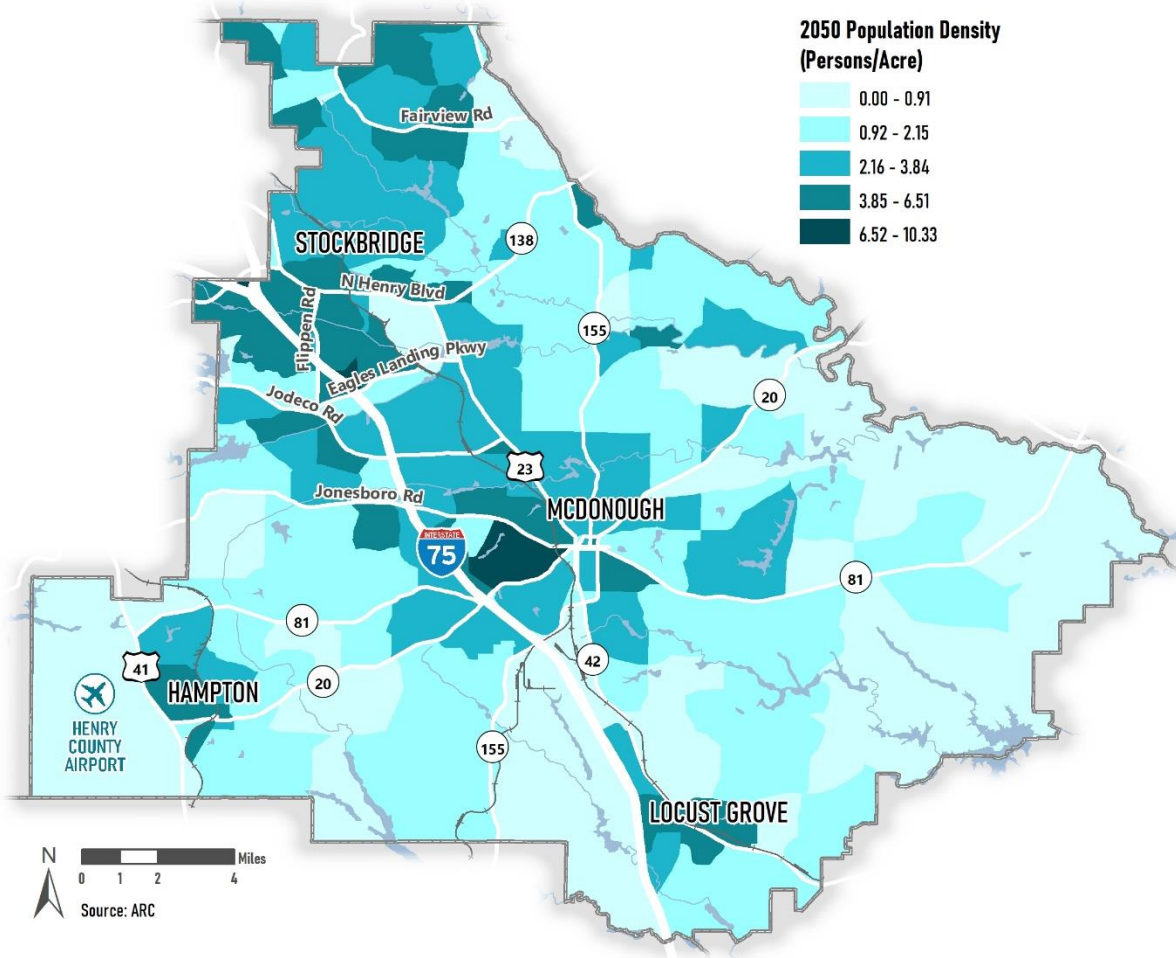 2050 Population Density
(Persons/Acre)
0.00 - 0.91
0.92 - 2.15
2.16 - 3.84
3.85 - 6.51
6.52 - 10.33
Fairview Rd
STOCKBRIDGE
138
N Henry Blvd
Flippen Rd
155
Eagles Landing Pkwy
Jodeco Rd
20
23
Jonesboro Rd
MCDONOUGH
INTERSTATE
75
81
81
42
41
20
HAMPTON
HENRY
COUNTY
AIRPORT
155
LOCUST GROVE
N
Miles
0 1 2 4
Source: ARC